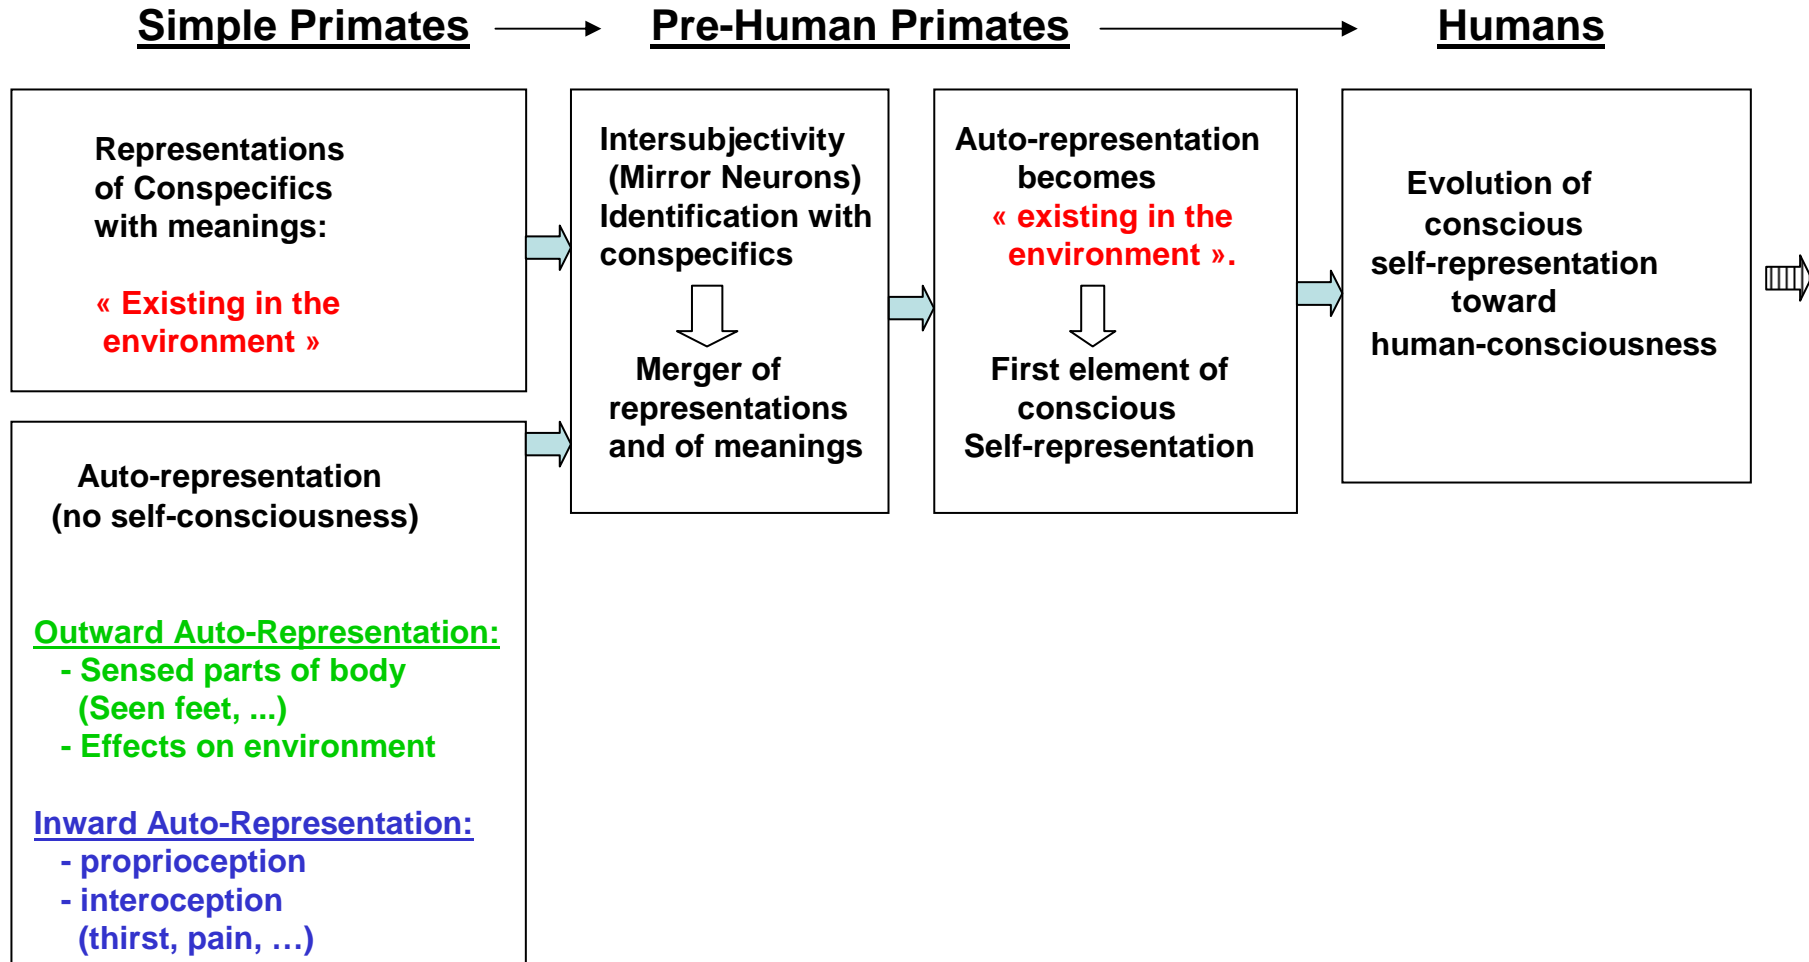 Simple Primates
Pre-Human Primates
Humans
Representations
of Conspecifics
with meanings:
« Existing in the
environment »
Auto-representation
(no self-consciousness)
Outward Auto-Representation:
- Sensed parts of body
(Seen feet, ...)
- Effects on environment
Inward Auto-Representation:
- proprioception
- interoception
(thirst, pain, …)
Intersubjectivity
(Mirror Neurons)
Identification with
conspecifics
Merger of
representations
and of meanings
Auto-representation
becomes
« existing in the
environment ».
First element of
conscious
Self-representation
Evolution of
conscious
self-representation
toward
human-consciousness